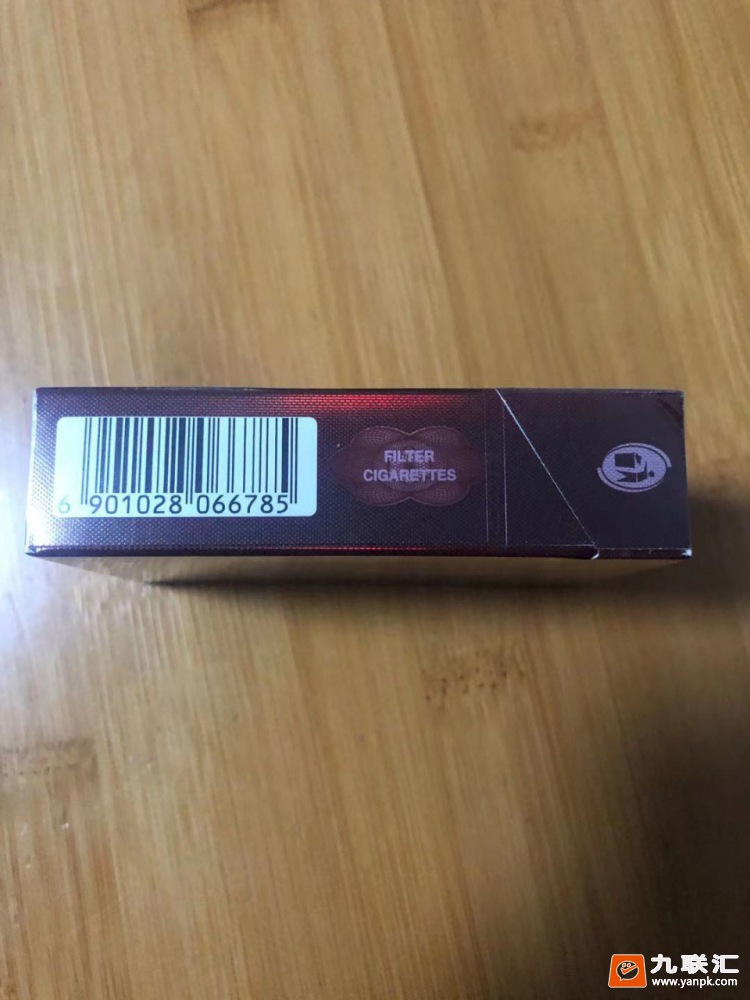 FILTER
CIGARETTES
6 901028 066785
九联汇
www.yanpk.com